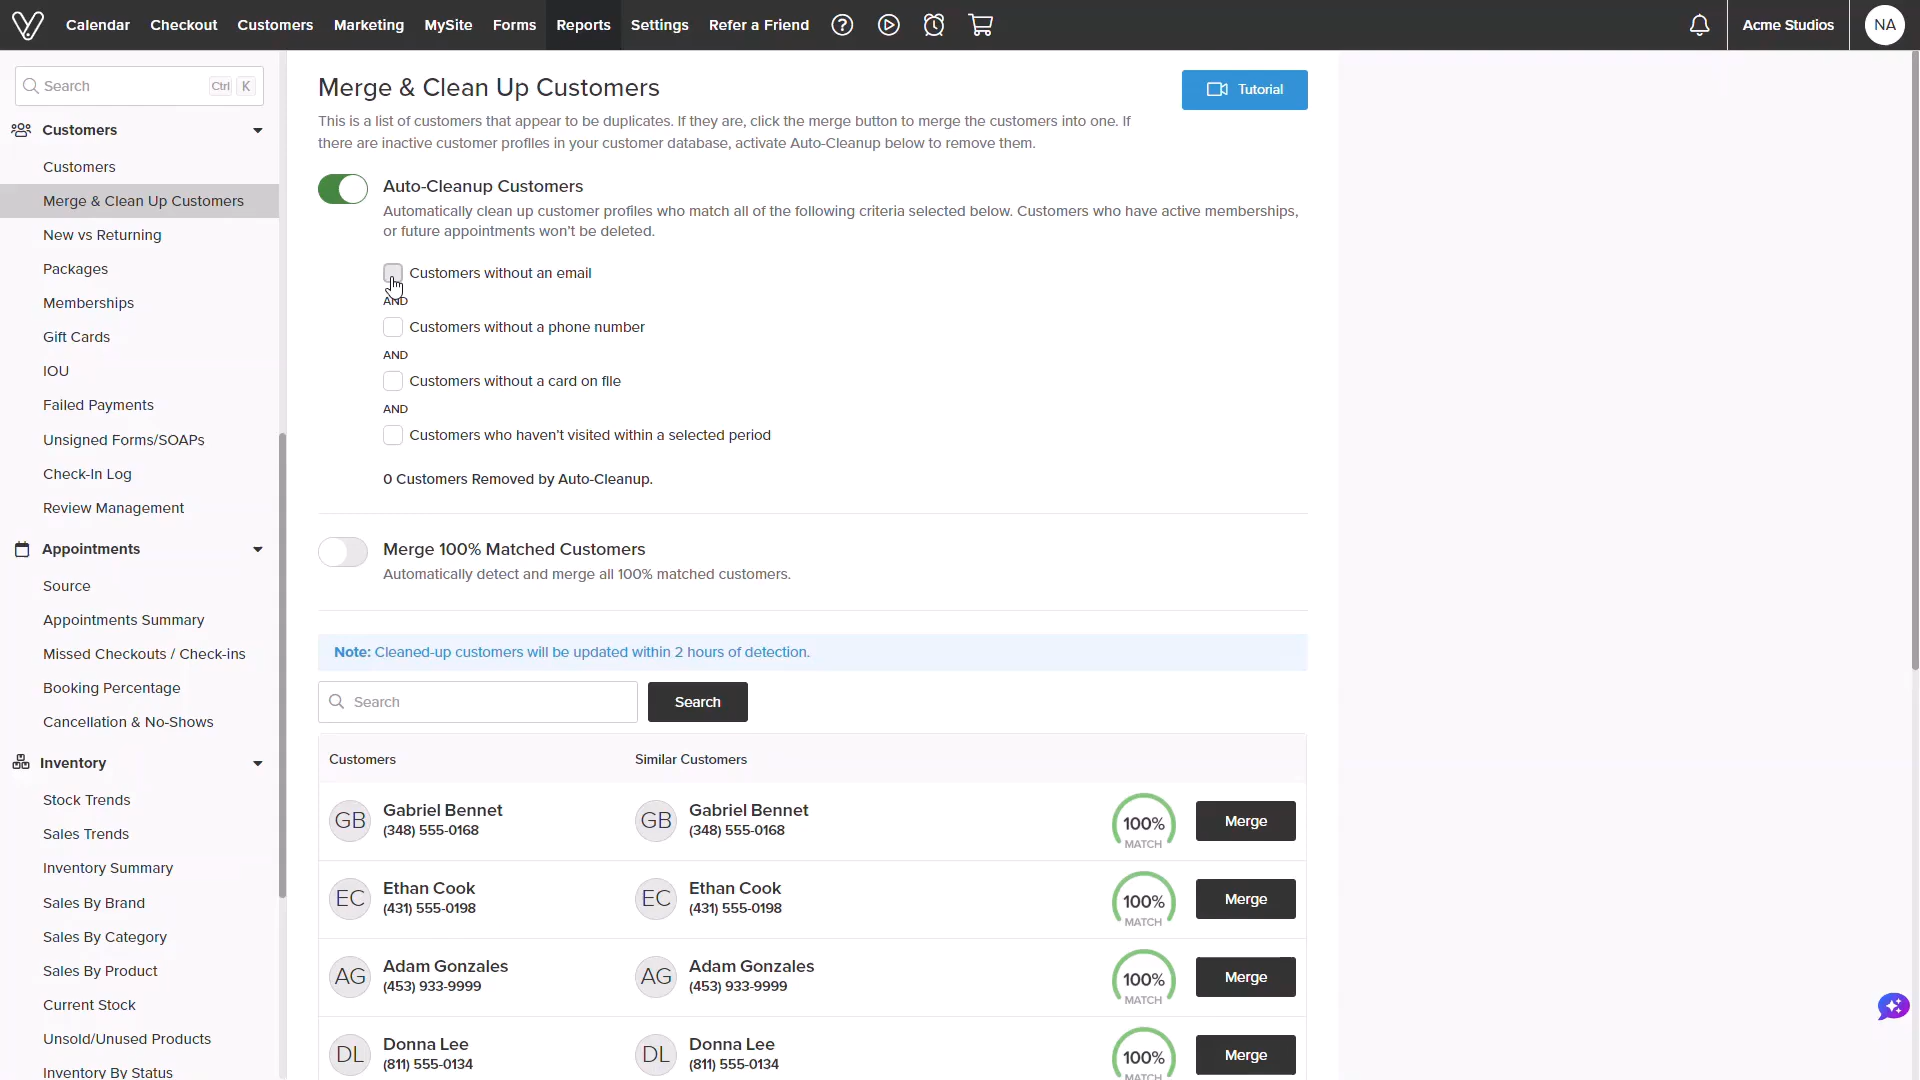 Calendar Checkout Customers Marketing MySite Forms Reports Settings Refer a Friend
Acme Studios
NA
Search Ctrl K
Customers
Customers
Merge & Clean Up Customers
New vs Returning
Packages
Memberships
Gift Cards
IOU
Failed Payments
Unsigned Forms/SOAPs
Check-In Log
Review Management
Appointments
Source
Appointments Summary
Missed Checkouts / Check-ins
Booking Percentage
Cancellation & No-Shows
Inventory
Stock Trends
Sales Trends
Inventory Summary
Sales By Brand
Sales By Category
Sales By Product
Current Stock
Unsold/Unused Products
Inventory By Status
Merge & Clean Up Customers
Tutorial
This is a list of customers that appear to be duplicates. If they are, click the merge button to merge the customers into one. If
there are inactive customer profiles in your customer database, activate Auto-Cleanup below to remove them.
Auto-Cleanup Customers
Automatically clean up customer profiles who match all of the following criteria selected below. Customers who have active memberships,
or future appointments won't be deleted.
Customers without an email
AND
Customers without a phone number
AND
Customers without a card on file
AND
Customers who haven't visited within a selected period
0 Customers Removed by Auto-Cleanup.
Merge 100% Matched Customers
Automatically detect and merge all 100% matched customers.
Note: Cleaned-up customers will be updated within 2 hours of detection.
Search
Search
Customers Similar Customers
GB Gabriel Bennet GB Gabriel Bennet 100% Merge
(348) 555-0168 (348) 555-0168 MATCH
EC Ethan Cook EC Ethan Cook 100% Merge
(431) 555-0198 (431) 555-0198 MATCH
AG Adam Gonzales AG Adam Gonzales 100% Merge
(453) 933-9999 (453) 933-9999 MATCH
DL Donna Lee DL Donna Lee 100% Merge
(811) 555-0134 (811) 555-0134 MATCH